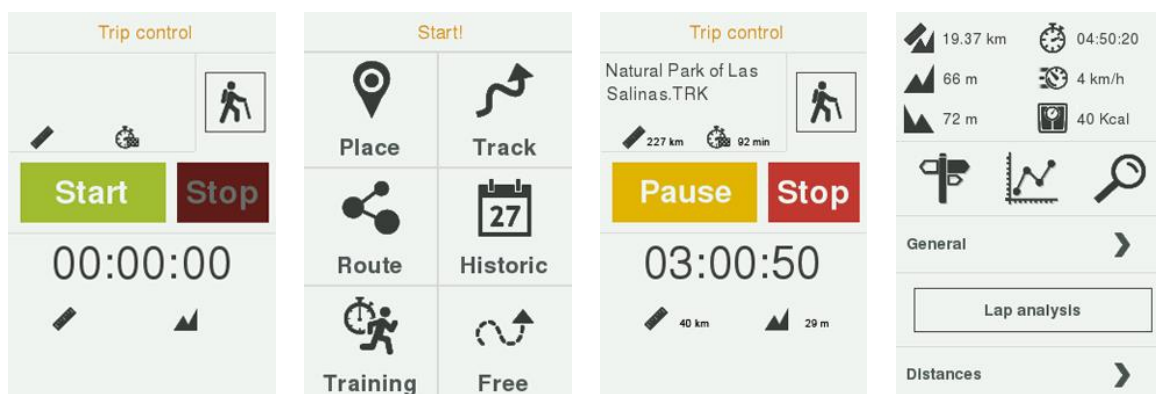 Trip control
Start
Stop
00:00:00
Start!
Place
Track
27
Route
Historic
Training
Free
Trip control
Natural Park of Las
Salinas.TRK
227 km
92 min
Pause
Stop
03:00:50
40 km
29 m
19.37 km
04:50:20
66 m
4 km/h
72 m
40 Kcal
General
Lap analysis
Distances